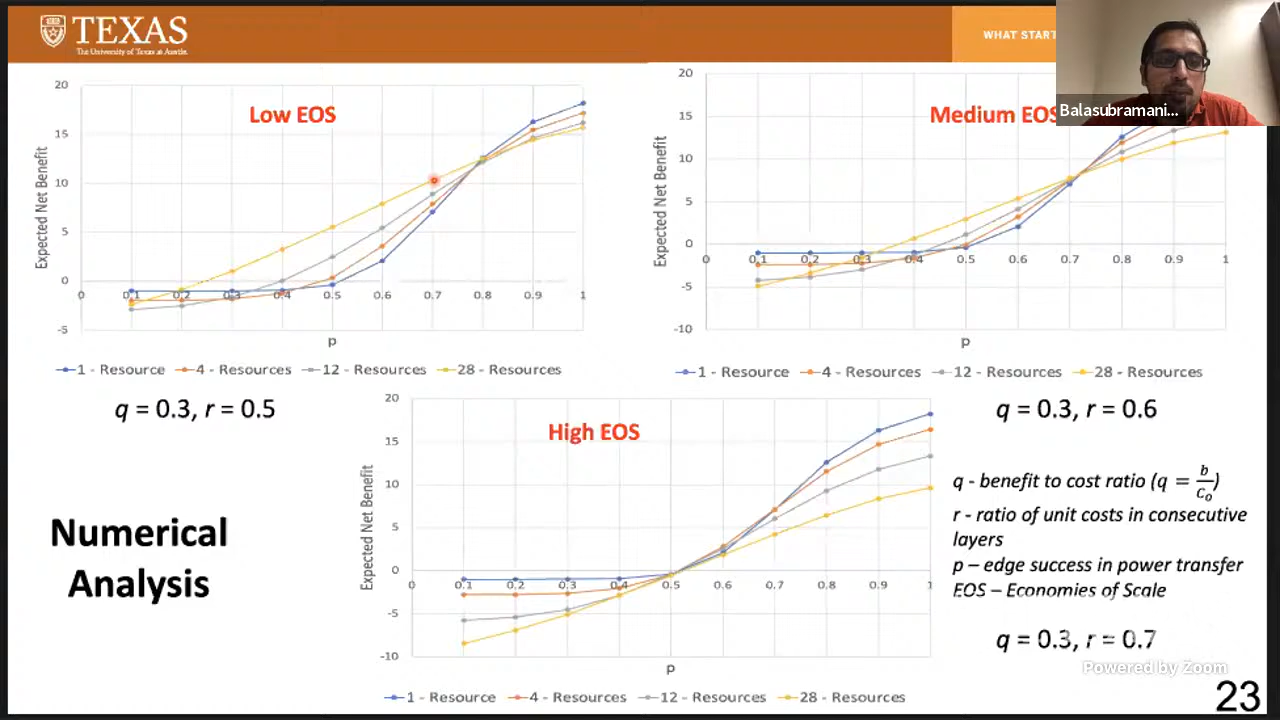 TEXAS
The University of Texas at Austin
WHAT START
Balasubramani...
Low EOS
20
15
10
5
0
-5
Expected Net Benefit
0 0.1 0.2 0.3 0.4 0.5 0.6 0.7 0.8 0.9 1
p
1 - Resource 4 - Resources 12 - Resources 28 - Resources
q = 0.3, r = 0.5
Medium EOS
20
15
10
5
0
-5
-10
Expected Net Benefit
0 0.1 0.2 0.3 0.4 0.5 0.6 0.7 0.8 0.9 1
p
1 - Resource 4 - Resources 12 - Resources 28 - Resources
q = 0.3, r = 0.6
High EOS
20
15
10
5
0
-5
-10
Expected Net Benefit
0 0.1 0.2 0.3 0.4 0.5 0.6 0.7 0.8 0.9 1
p
1 - Resource 4 - Resources 12 - Resources 28 - Resources
Numerical
Analysis
q - benefit to cost ratio (q = b/C₀)
r - ratio of unit costs in consecutive
layers
p – edge success in power transfer
EOS – Economies of Scale
q = 0.3, r = 0.7
Powered by Zoom
23